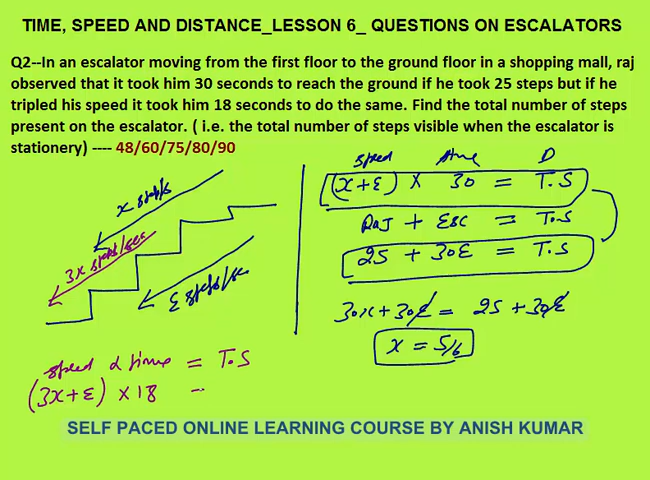 TIME, SPEED AND DISTANCE_LESSON 6_ QUESTIONS ON ESCALATORS
Q2--In an escalator moving from the first floor to the ground floor in a shopping mall, raj
observed that it took him 30 seconds to reach the ground if he took 25 steps but if he
tripled his speed it took him 18 seconds to do the same. Find the total number of steps
present on the escalator. ( i.e. the total number of steps visible when the escalator is
stationery) ---- 48/60/75/80/90
x steps/s
3x steps/sec
E steps/sec
speed time D
(x+E) × 30 = T.S
RaJ + ESC = T.S
25 + 30E = T.S
30x+30E = 25 + 30E
x = 5/6
speed × time = T.S
(3x+E) × 18 =
SELF PACED ONLINE LEARNING COURSE BY ANISH KUMAR